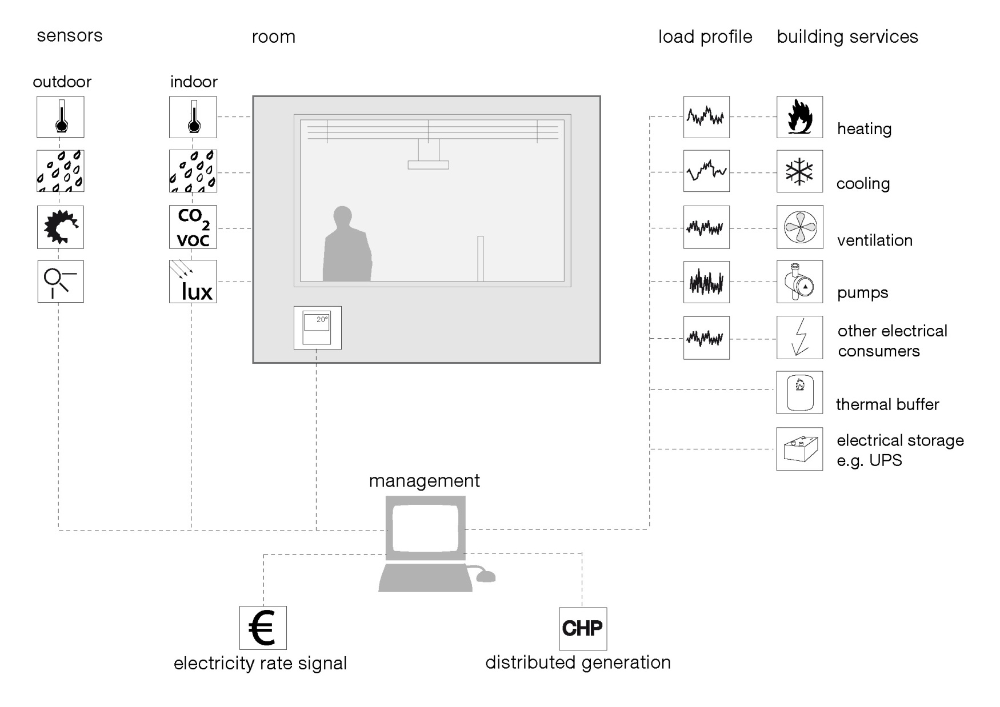 sensors
room
load profile
building services
outdoor
indoor
heating
cooling
CO2
VOC
ventilation
lux
pumps
20°
other electrical
consumers
thermal buffer
electrical storage
e.g. UPS
management
€
CHP
electricity rate signal
distributed generation